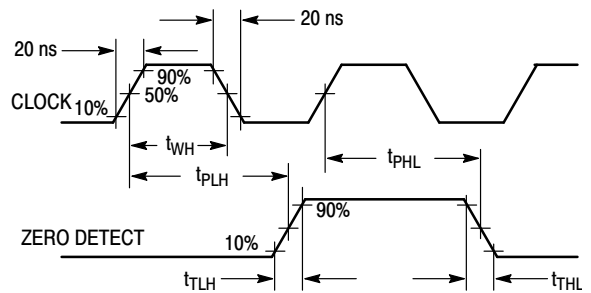 20 ns
20 ns
90%
50%
CLOCK 10%
tWH
tPLH
tPHL
90%
ZERO DETECT
10%
tTLH
tTHL